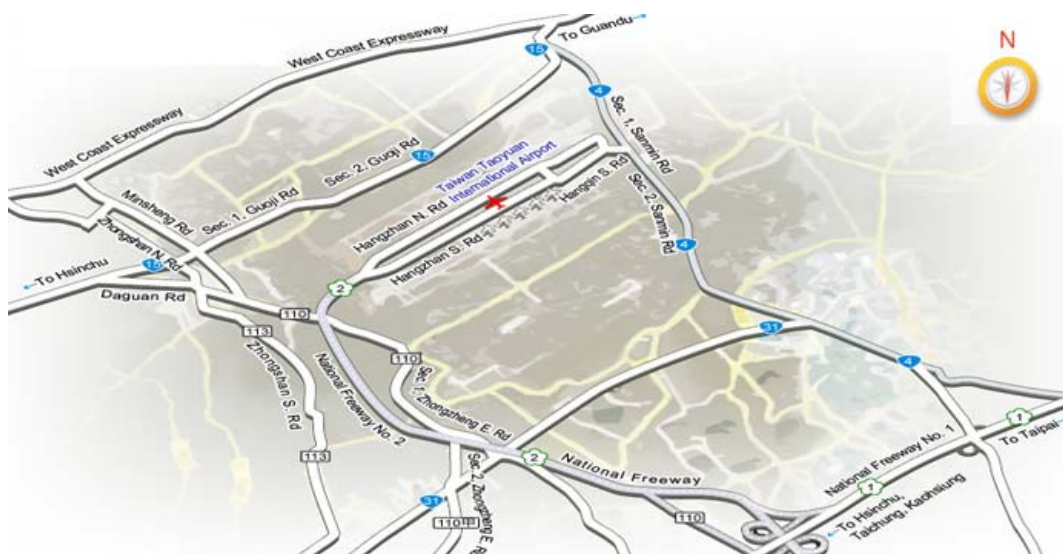 West Coast Expressway
To Guandu
15
N
4
West Coast Expressway
Sec. 1, Sanmin Rd
Sec. 2, Guoji Rd
15
Taiwan Taoyuan
International Airport
Minsheng Rd
Sec. 1, Guoji Rd
Hangzhan N. Rd
Hangqin S. Rd
Sec. 2, Sanmin Rd
Zhongshan N. Rd
Hangzhan S. Rd
4
15
To Hsinchu
2
Daguan Rd
110
113
31
110
4
Zhongshan S. Rd
National Freeway No. 2
Sec. 1, Zhongzheng E. Rd
1
To Taipai
National Freeway No. 1
113
2
National Freeway
Sec. 2, Zhongzheng E. Rd
1
31
110
110
To Hsinchu,
Taichung, Kaohsiung